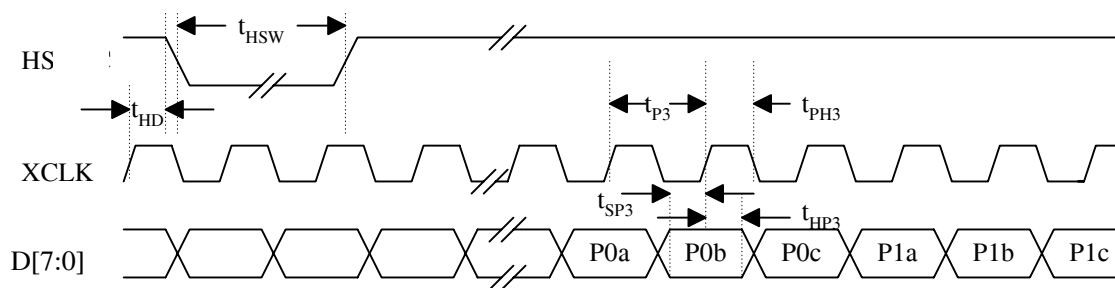 tHSW
HS
tHD
tP3
tPH3
XCLK
tSP3
tHP3
D[7:0]
P0a
P0b
P0c
P1a
P1b
P1c